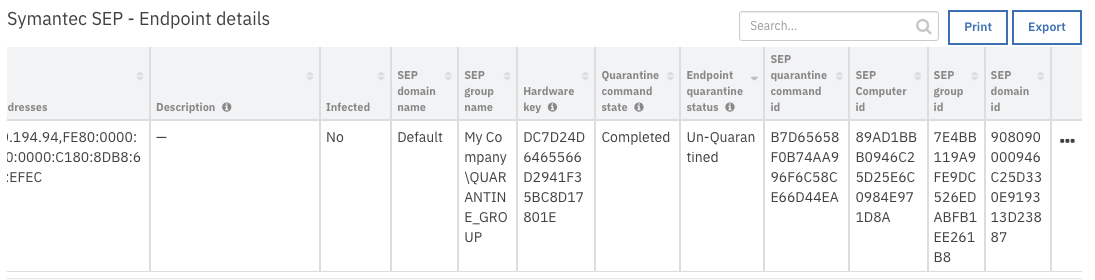 Symantec SEP - Endpoint details
Search...
Print
Export
dresses
Description
Infected
SEP
domain
name
SEP
group
name
Hardware
key
Quarantine
command
state
Endpoint
quarantine
status
SEP
quarantine
command
id
SEP
Computer
id
SEP
group
id
SEP
domain
id
.194.94,FE80:0000:
0:0000:C180:8DB8:6
:EFEC
—
No
Default
My Co
mpany
\QUAR
ANTIN
E_GRO
UP
DC7D24D
6465566
D2941F3
5BC8D17
801E
Completed
Un-Quaran
tined
B7D65658
F0B74AA9
96F6C58C
E66D44EA
89AD1BB
B0946C2
5D25E6C
0984E97
1D8A
7E4BB
119A9
FE9DC
526ED
ABFB1
EE261
B8
908090
000946
C25D33
0E9193
13D238
87